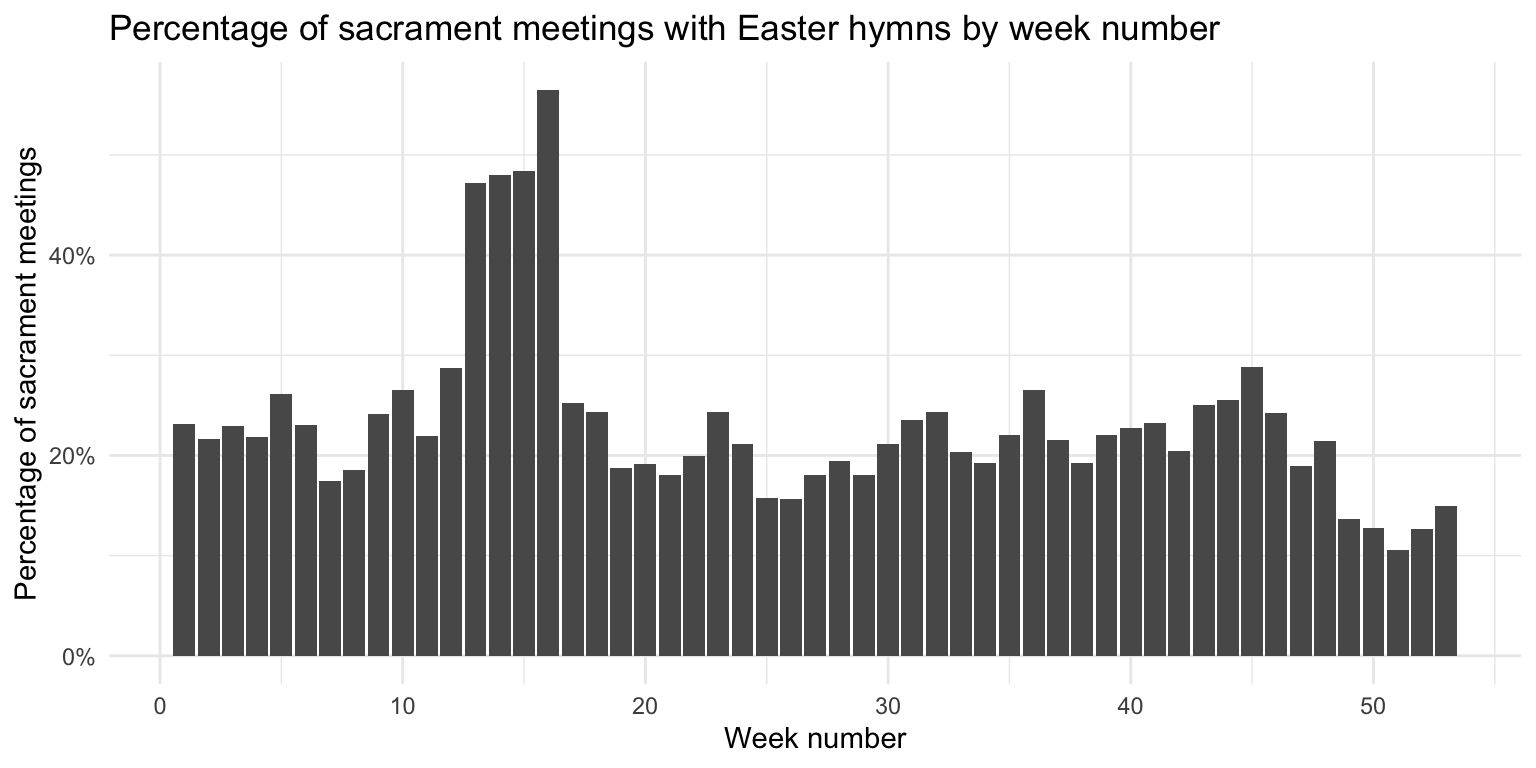 Percentage of sacrament meetings with Easter hymns by week number
Percentage of sacrament meetings
40%
20%
0%
0 10 20 30 40 50
Week number